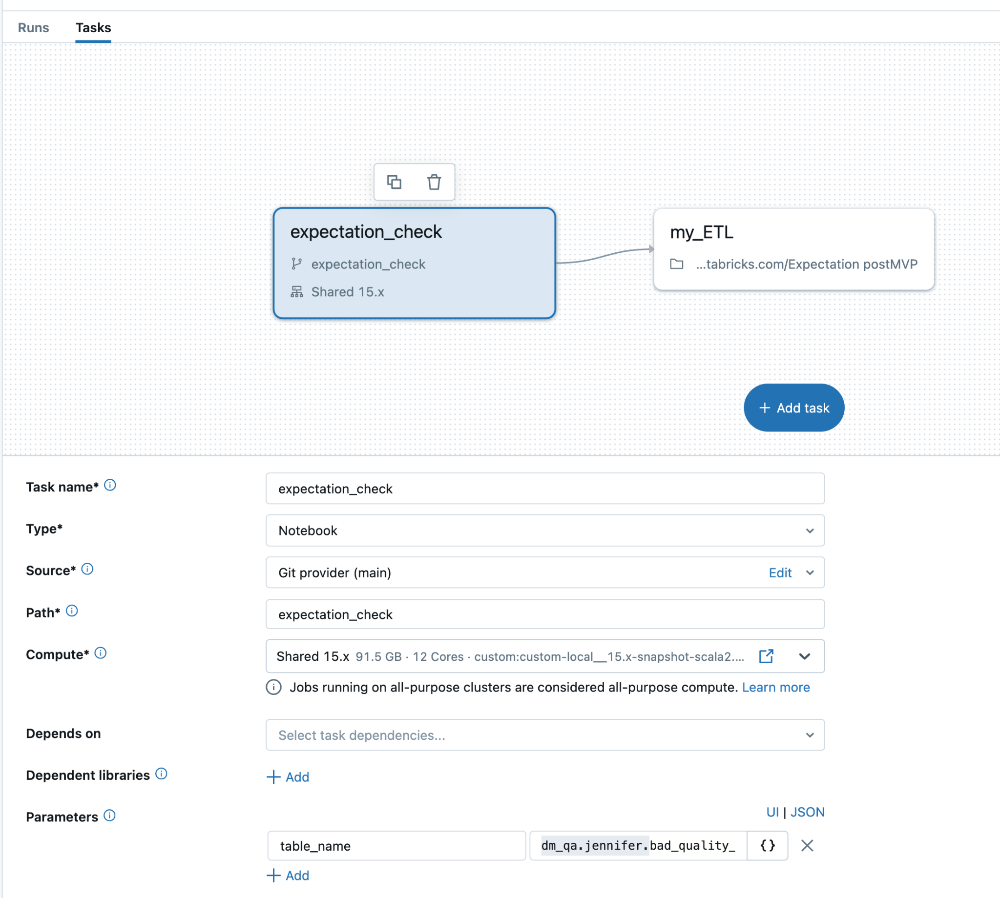 Runs Tasks
expectation_check
expectation_check
Shared 15.x
my_ETL
...tabricks.com/Expectation postMVP
+ Add task
Task name* expectation_check
Type* Notebook
Source* Git provider (main) Edit
Path* expectation_check
Compute* Shared 15.x 91.5 GB · 12 Cores · custom:custom-local__15.x-snapshot-scala2....
Jobs running on all-purpose clusters are considered all-purpose compute. Learn more
Depends on Select task dependencies...
Dependent libraries + Add
Parameters UI | JSON
table_name dm_qa.jennifer.bad_quality_ {}
+ Add